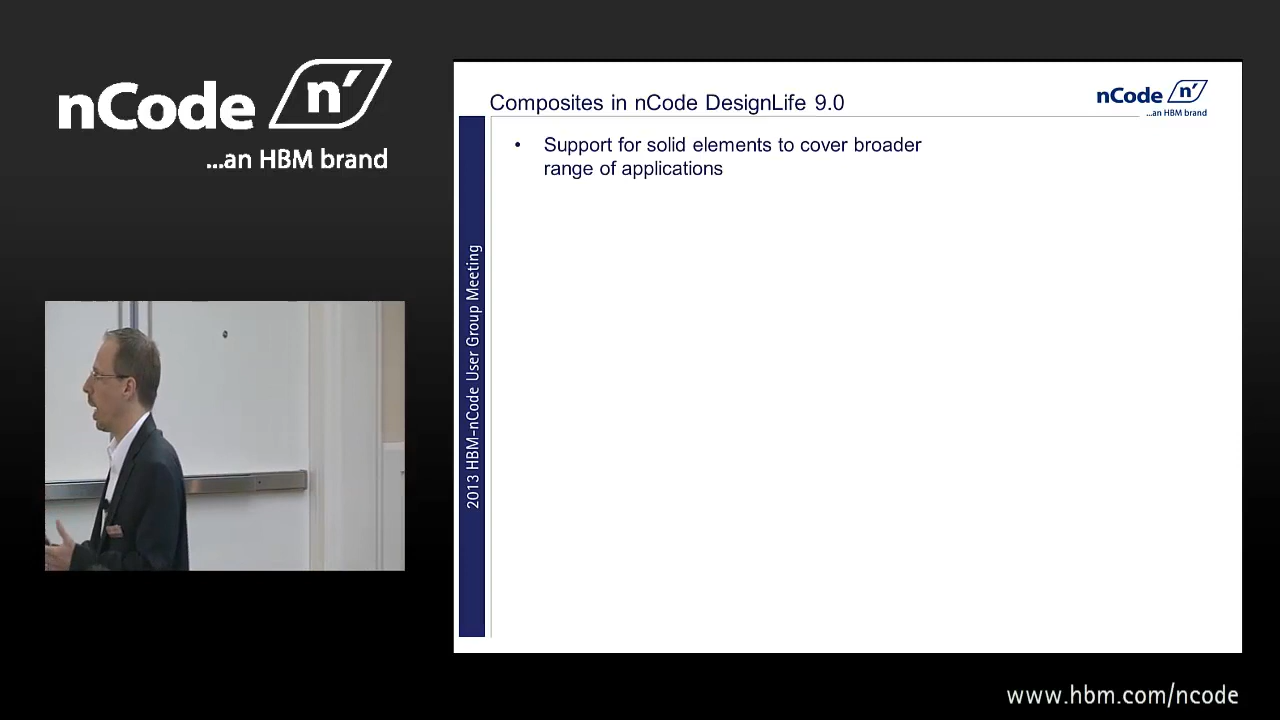 nCode n'
...an HBM brand
Composites in nCode DesignLife 9.0
nCode n'
...an HBM brand
• Support for solid elements to cover broader
range of applications
2013 HBM-nCode User Group Meeting
www.hbm.com/ncode